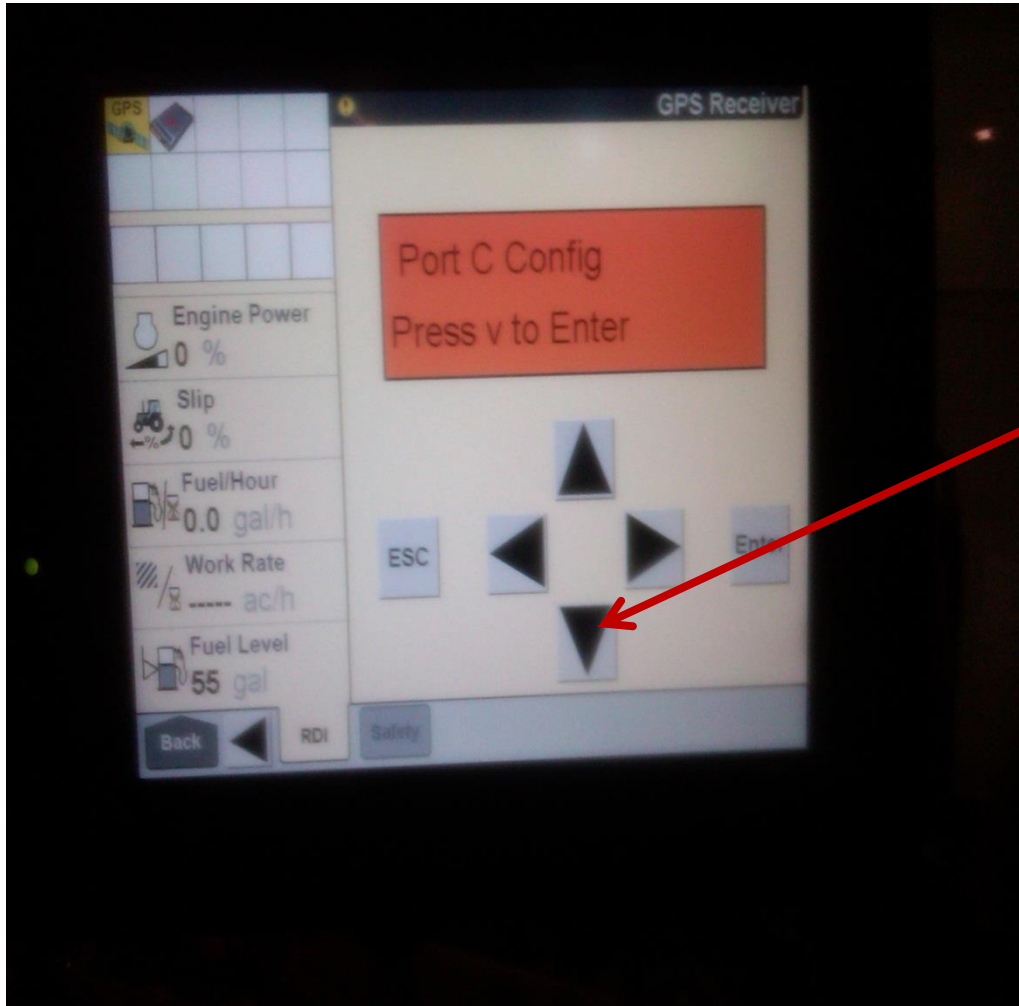 GPS
GPS Receiver
Port C Config
Press v to Enter
Engine Power
0 %
Slip
←%
0 %
Fuel/Hour
0.0 gal/h
Work Rate
----- ac/h
Fuel Level
55 gal
ESC
Enter
Back
RDI
Safety